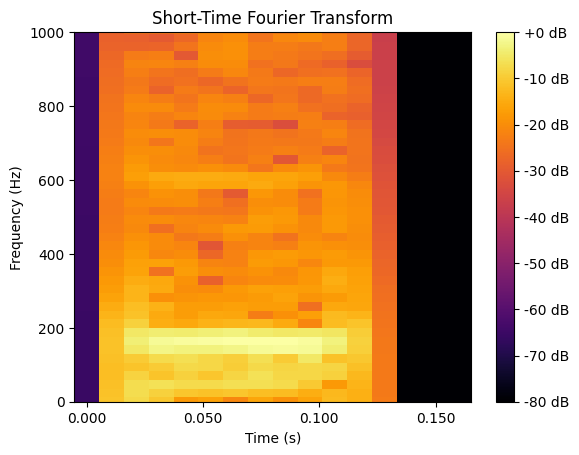 Short-Time Fourier Transform
1000
800
600
400
200
0
Frequency (Hz)
0.000
0.050
0.100
0.150
Time (s)
+0 dB
-10 dB
-20 dB
-30 dB
-40 dB
-50 dB
-60 dB
-70 dB
-80 dB